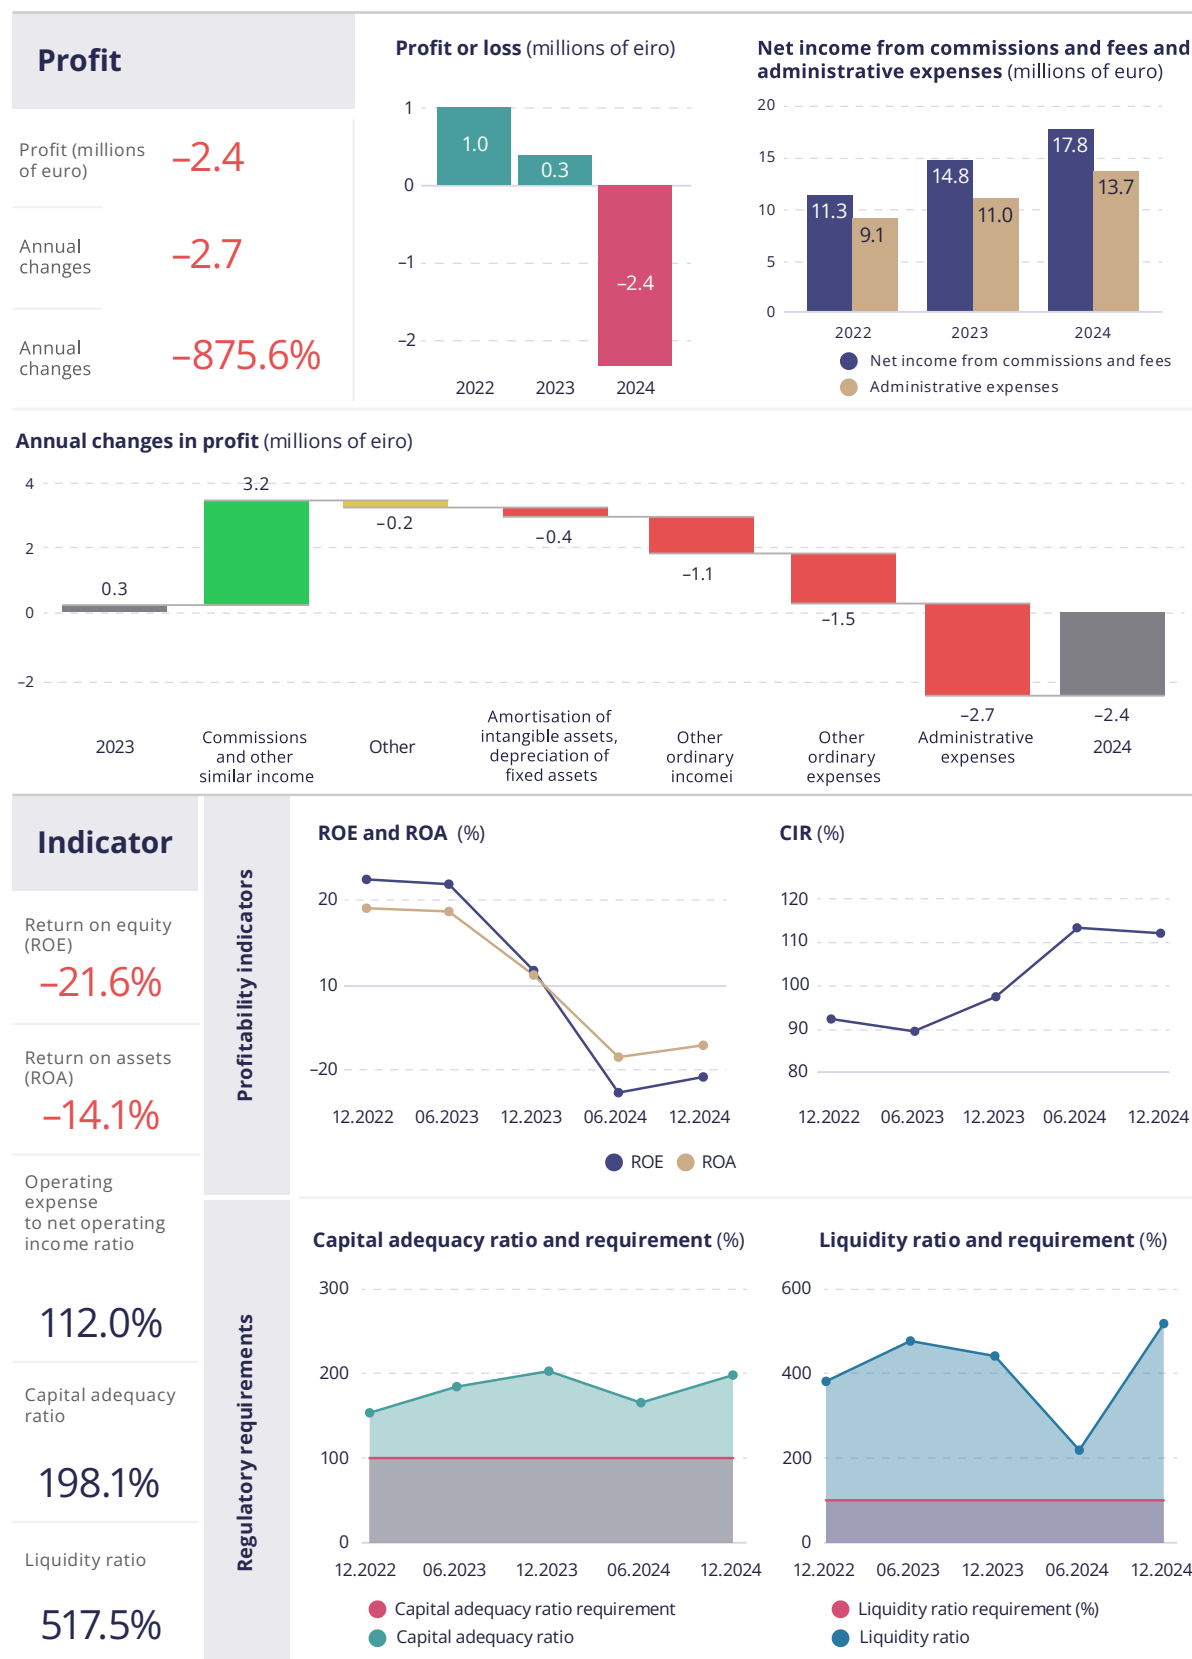 Profit
Profit (millions
of euro)
–2.4
Annual
changes
–2.7
Annual
changes
–875.6%
Profit or loss (millions of eiro)
1
0
–1
–2
1.0
0.3
–2.4
2022 2023 2024
Net income from commissions and fees and
administrative expenses (millions of euro)
20
15
10
5
0
11.3
9.1
14.8
11.0
17.8
13.7
2022 2023 2024
Net income from commissions and fees
Administrative expenses
Annual changes in profit (millions of eiro)
4
2
0
–2
0.3
3.2
–0.2
–0.4
–1.1
–1.5
–2.7
–2.4
2023
Commissions
and other
similar income
Other
Amortisation of
intangible assets,
depreciation of
fixed assets
Other
ordinary
incomei
Other
ordinary
expenses
Administrative
expenses
2024
Indicator
Return on equity
(ROE)
–21.6%
Return on assets
(ROA)
–14.1%
Operating
expense
to net operating
income ratio
112.0%
Capital adequacy
ratio
198.1%
Liquidity ratio
517.5%
Profitability indicators
ROE and ROA (%)
20
10
–20
12.2022 06.2023 12.2023 06.2024 12.2024
ROE ROA
CIR (%)
120
110
100
90
80
12.2022 06.2023 12.2023 06.2024 12.2024
Regulatory requirements
Capital adequacy ratio and requirement (%)
300
200
100
0
12.2022 06.2023 12.2023 06.2024 12.2024
Capital adequacy ratio requirement
Capital adequacy ratio
Liquidity ratio and requirement (%)
600
400
200
0
12.2022 06.2023 12.2023 06.2024 12.2024
Liquidity ratio requirement (%)
Liquidity ratio